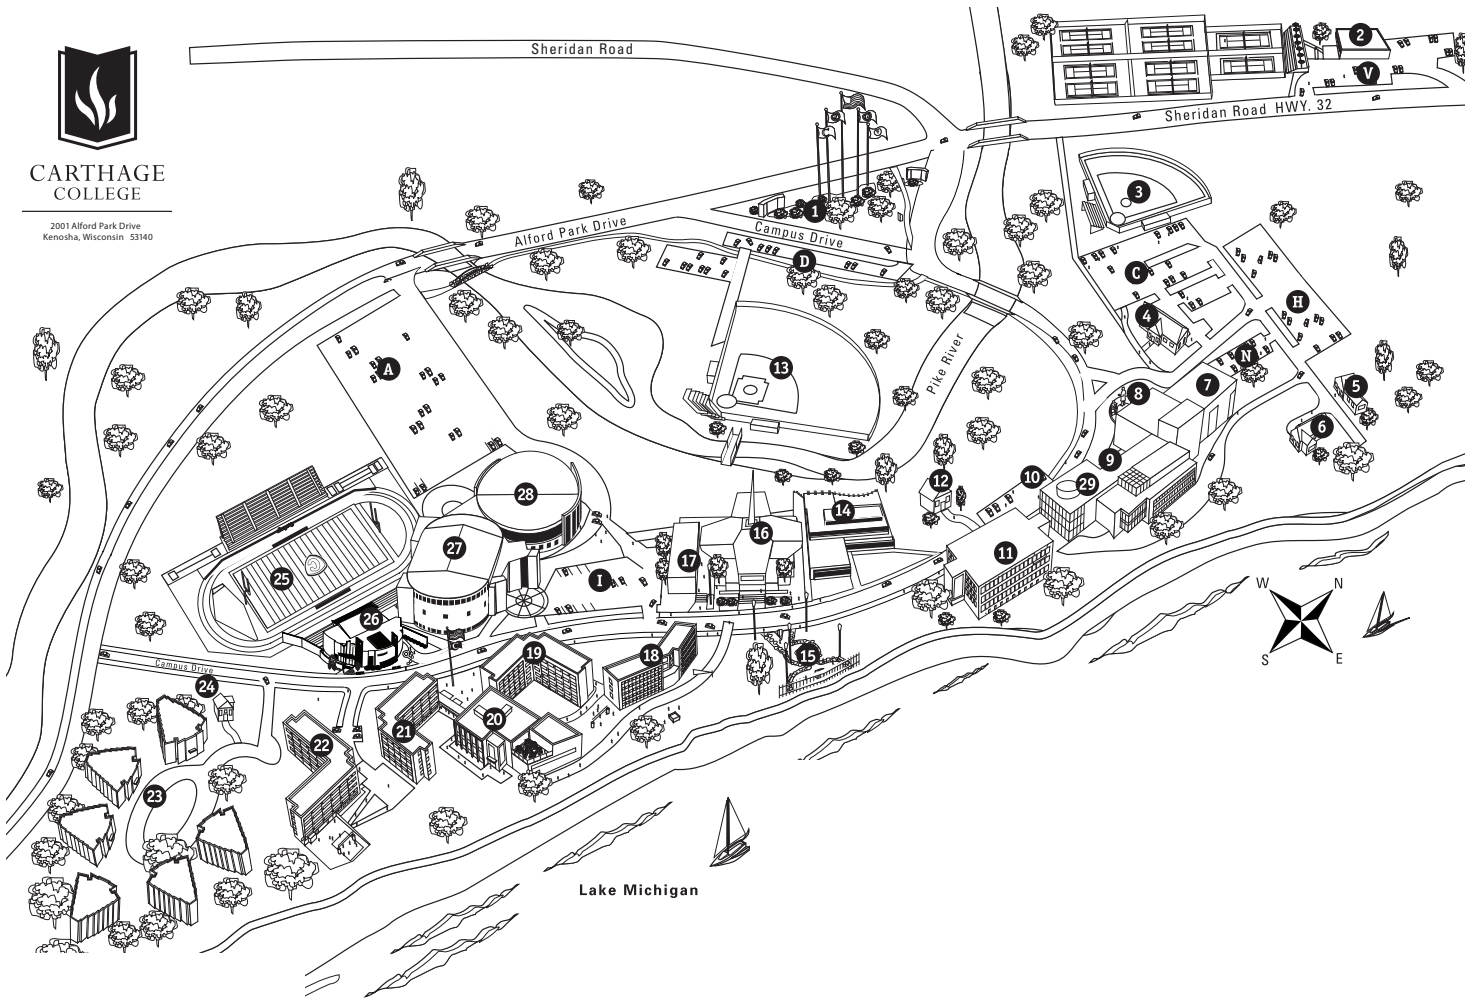 Sheridan Road
2
V
Sheridan Road HWY. 32
CARTHAGE
COLLEGE
2001 Alford Park Drive
Kenosha, Wisconsin 53140
C
1
3
Alford Park Drive
Campus Drive
D
C
H
4
A
13
Pike River
N
7
8
5
6
9
10
12
29
28
14
16
17
11
27
25
I
26
W N
S E
19
18
15
Campus Drive
24
20
21
22
23
Lake Michigan